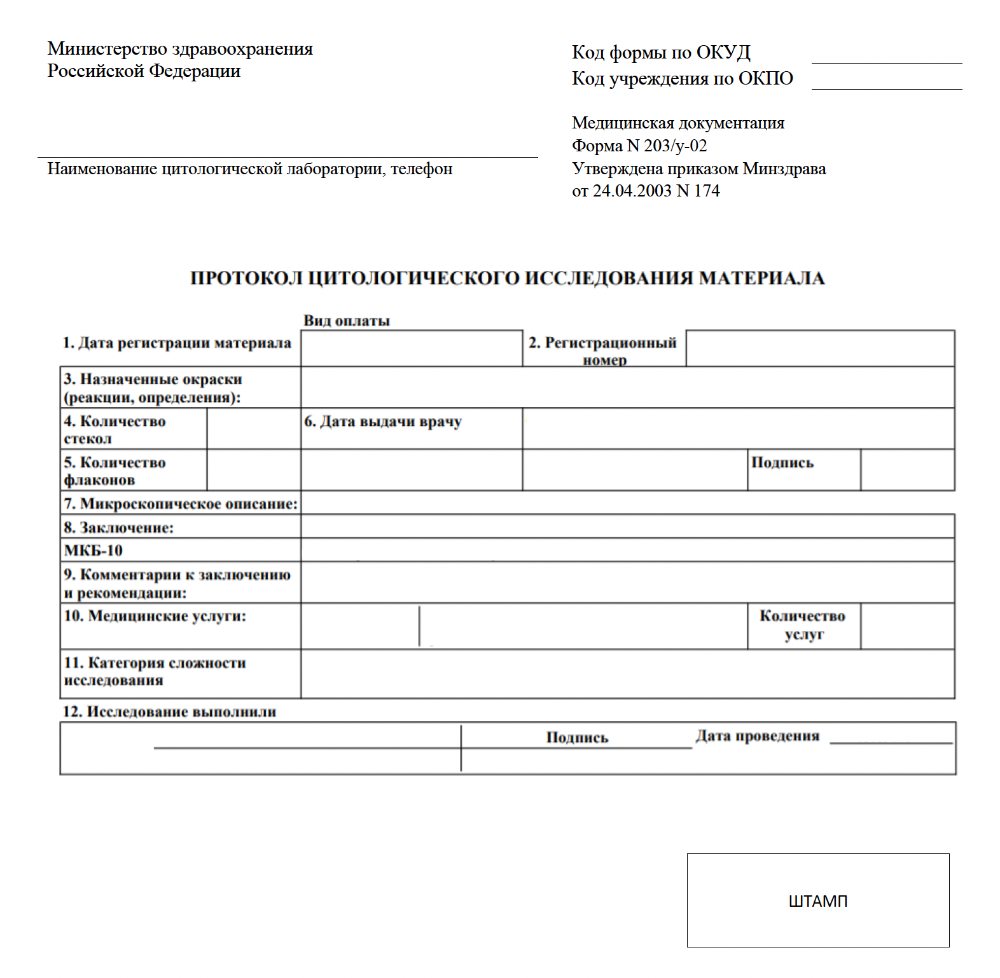 Министерство здравоохранения
Российской Федерации
Код формы по ОКУД
Код учреждения по ОКПО
Медицинская документация
Форма N 203/у-02
Утверждена приказом Минздрава
от 24.04.2003 N 174
Наименование цитологической лаборатории, телефон
ПРОТОКОЛ ЦИТОЛОГИЧЕСКОГО ИССЛЕДОВАНИЯ МАТЕРИАЛА
Вид оплаты
1. Дата регистрации материала
2. Регистрационный
номер
3. Назначенные окраски
(реакции, определения):
4. Количество
стекол
6. Дата выдачи врачу
5. Количество
флаконов
Подпись
7. Микроскопическое описание:
8. Заключение:
МКБ-10
9. Комментарии к заключению
и рекомендации:
10. Медицинские услуги:
Количество
услуг
11. Категория сложности
исследования
12. Исследование выполнили
Подпись
Дата проведения
ШТАМП